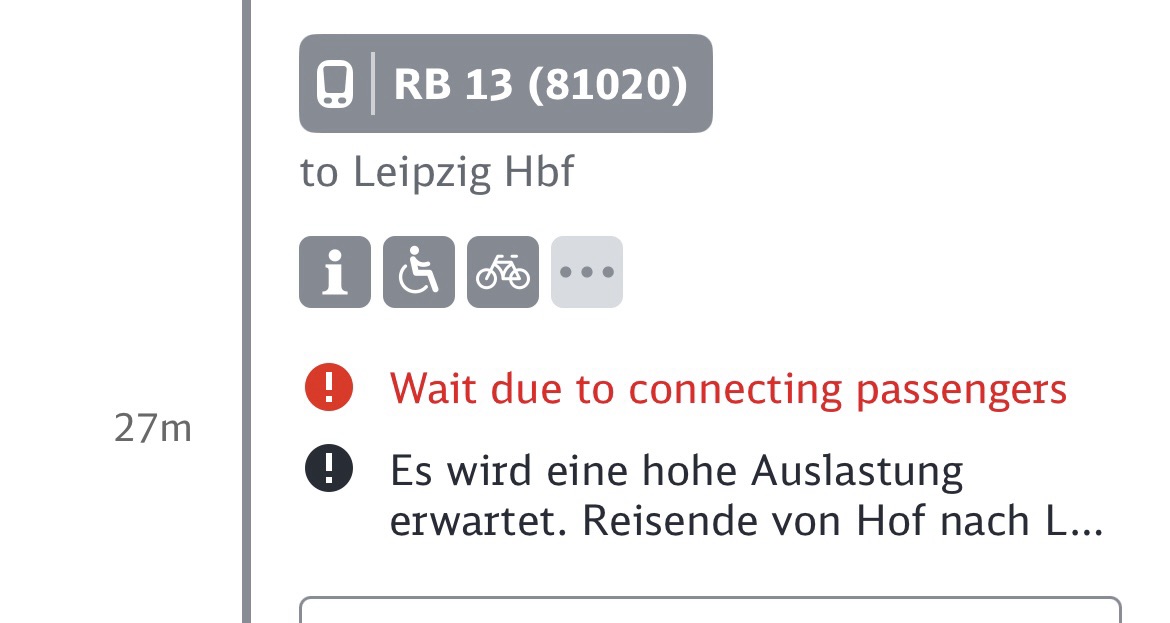 RB 13 (81020)
to Leipzig Hbf
Wait due to connecting passengers
27m
Es wird eine hohe Auslastung
erwartet. Reisende von Hof nach L...